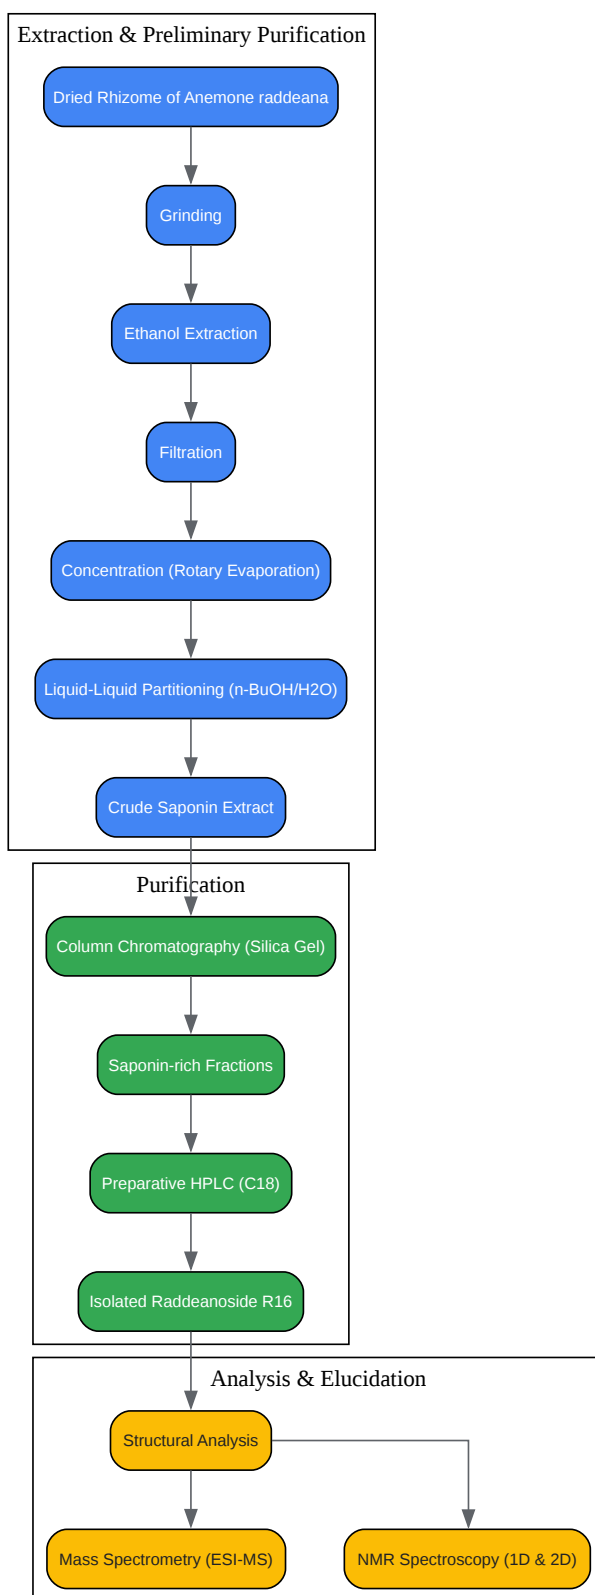 Extraction & Preliminary Purification
Dried Rhizome of Anemone raddeana
Grinding
Ethanol Extraction
Filtration
Concentration (Rotary Evaporation)
Liquid-Liquid Partitioning (n-BuOH/H2O)
Crude Saponin Extract
Purification
Column Chromatography (Silica Gel)
Saponin-rich Fractions
Preparative HPLC (C18)
Isolated Raddeanoside R16
Analysis & Elucidation
Structural Analysis
Mass Spectrometry (ESI-MS)
NMR Spectroscopy (1D & 2D)